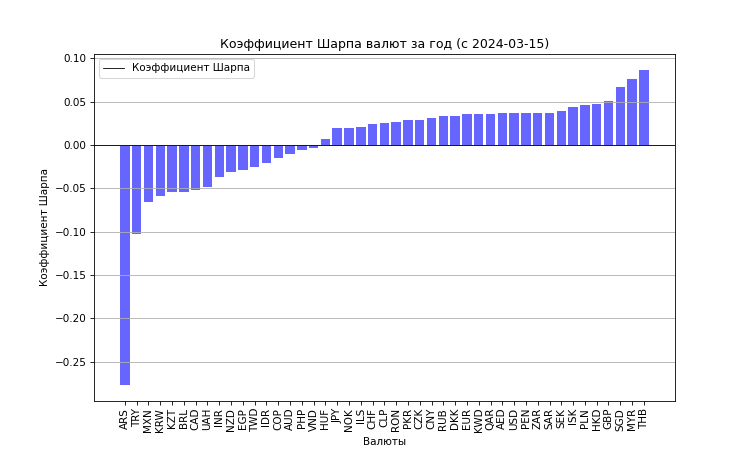 Коэффициент Шарпа валют за год (с 2024-03-15)
Коэффициент Шарпа
0.10
0.05
0.00
−0.05
−0.10
−0.15
−0.20
−0.25
Коэффициент Шарпа
ARS TRY MXN KRW KZT BRL CAD UAH INR NZD EGP TWD IDR COP AUD PHP VND HUF JPY NOK ILS CHF CLP RON PKR CZK CNY RUB DKK EUR KWD QAR AED USD PEN ZAR SAR SEK ISK PLN HKD GBP SGD MYR THB
Валюты